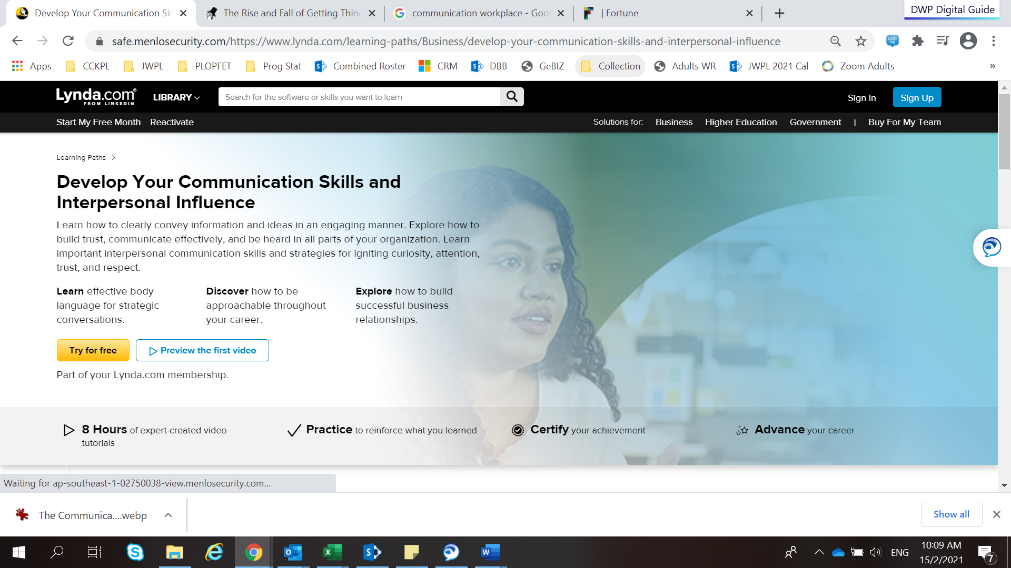 DWP Digital Guide
Develop Your Communication Sk
The Rise and Fall of Getting Thin
communication workplace - Goo
| Fortune
safe.menlosecurity.com/https://www.lynda.com/learning-paths/Business/develop-your-communication-skills-and-interpersonal-influence
Apps CCKPL JWPL PLOPFET Prog Stat Combined Roster CRM DBB GeBIZ Collection Adults WR JWPL 2021 Cal Zoom Adults »
Lynda.com
FROM LINKEDIN
LIBRARY
Search for the software or skills you want to learn
Sign In
Sign Up
Start My Free Month Reactivate
Solutions for: Business Higher Education Government | Buy For My Team
Learning Paths >
Develop Your Communication Skills and
Interpersonal Influence
Learn how to clearly convey information and ideas in an engaging manner. Explore how to
build trust, communicate effectively, and be heard in all parts of your organization. Learn
important interpersonal communication skills and strategies for igniting curiosity, attention,
trust, and respect.
Learn effective body
language for strategic
conversations.
Discover how to be
approachable throughout
your career.
Explore how to build
successful business
relationships.
Try for free
Preview the first video
Part of your Lynda.com membership.
8 Hours of expert-created video
tutorials
Practice to reinforce what you learned
Certify your achievement
Advance your career
Waiting for ap-southeast-1-02750038-view.menlosecurity.com...
The Communica....webp
Show all
ENG
10:09 AM
15/2/2021
7